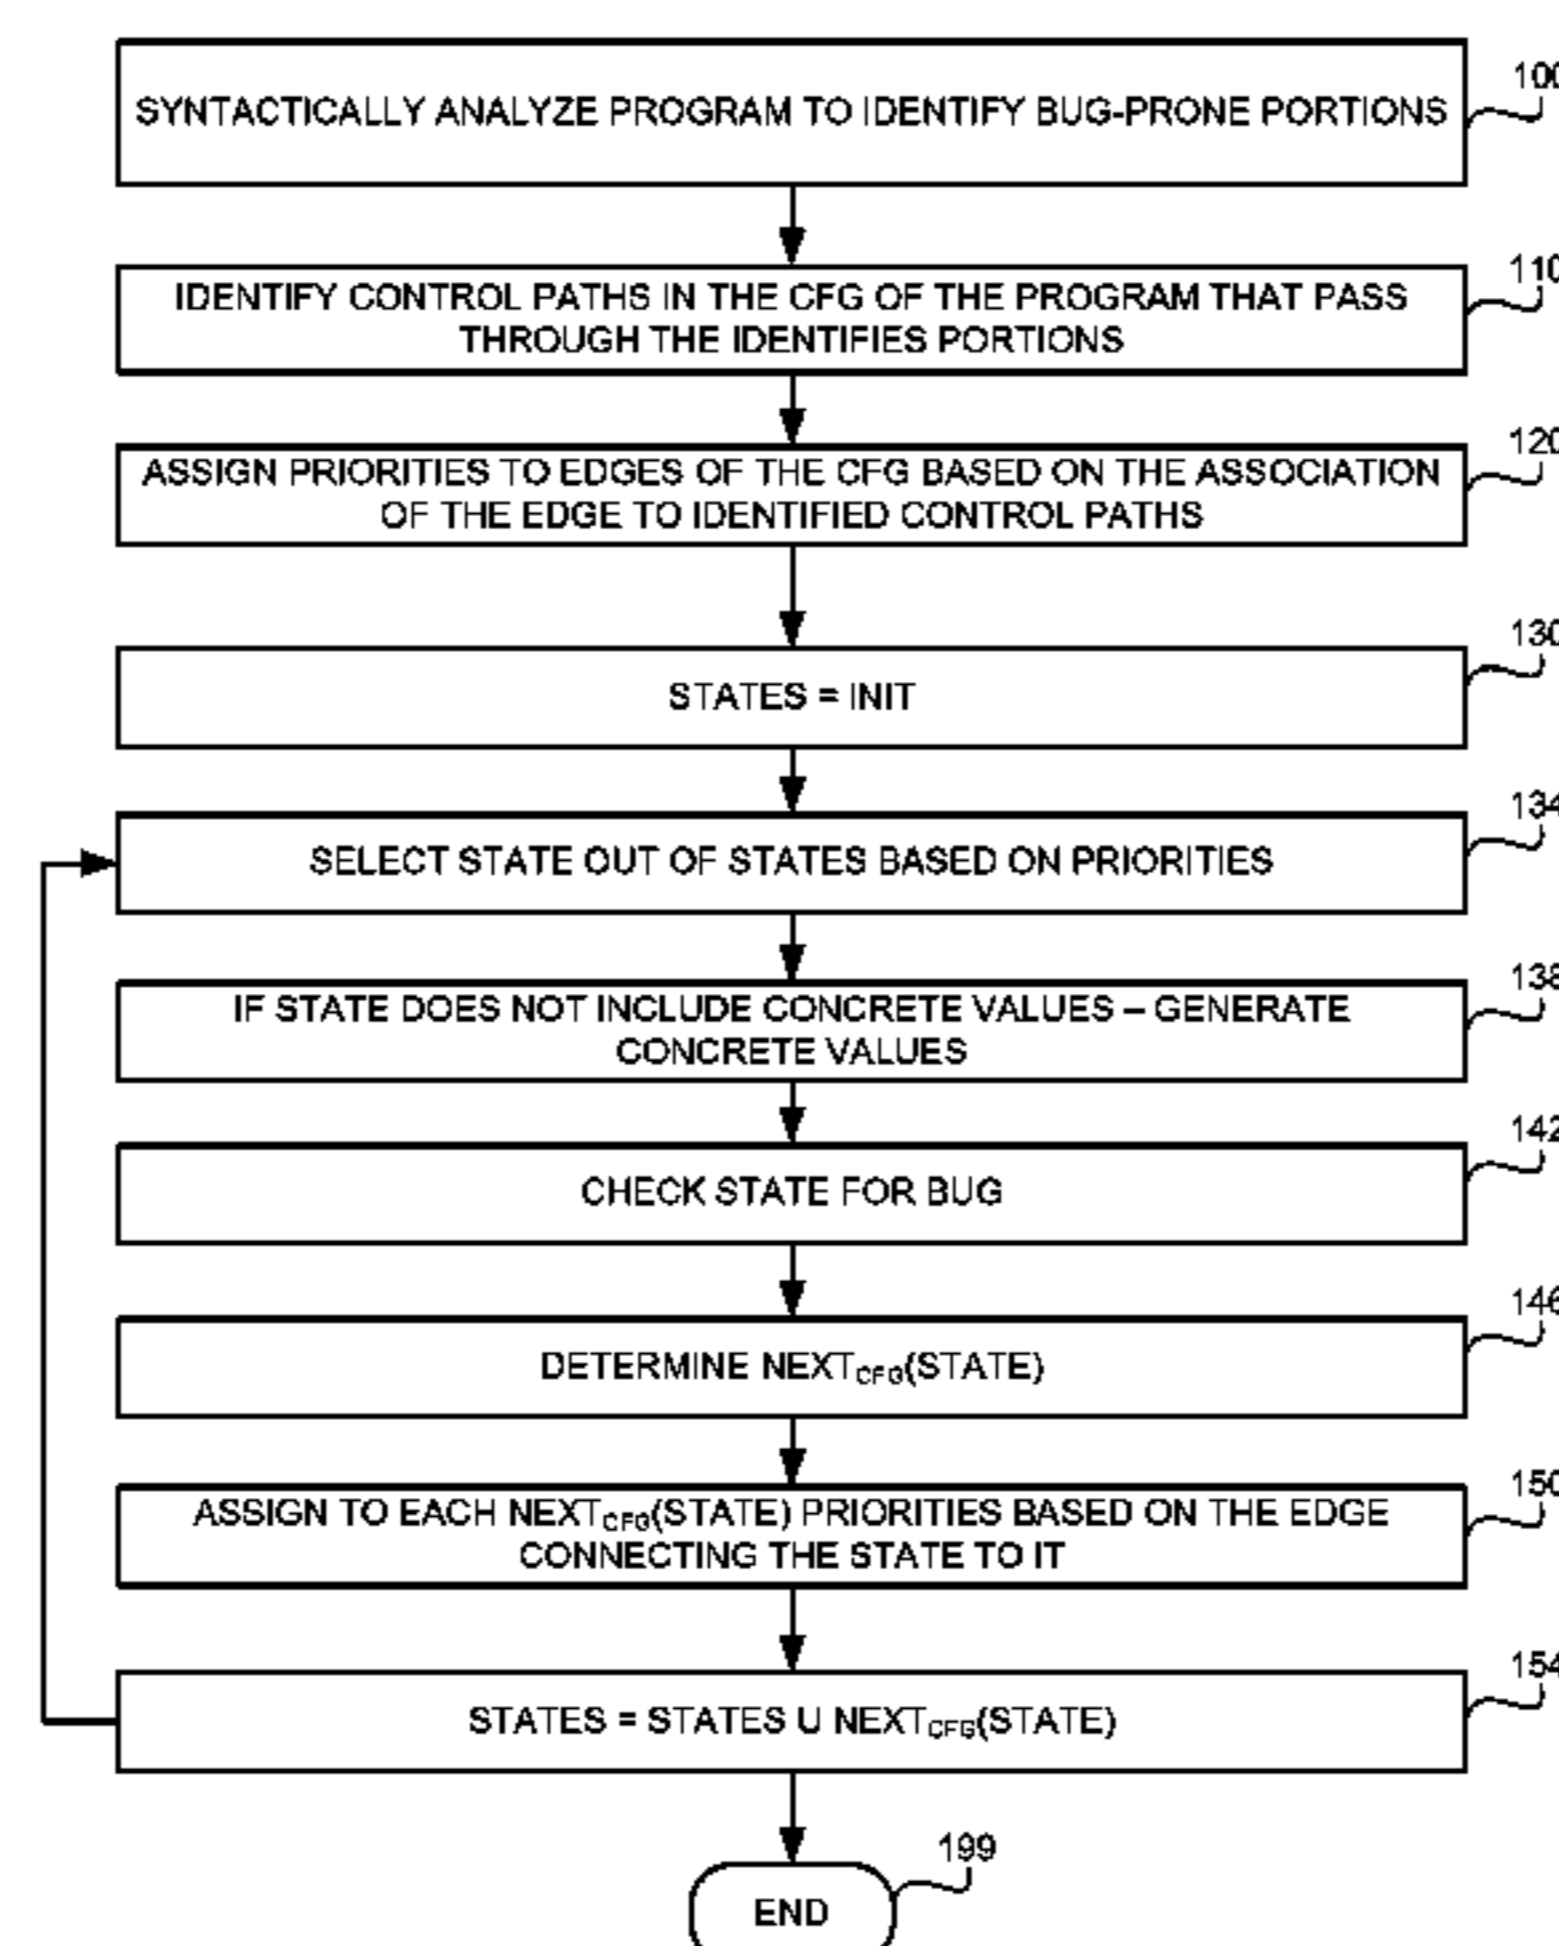 100
SYNTACTICALLY ANALYZE PROGRAM TO IDENTIFY BUG-PRONE PORTIONS
110
IDENTIFY CONTROL PATHS IN THE CFG OF THE PROGRAM THAT PASS
THROUGH THE IDENTIFIES PORTIONS
120
ASSIGN PRIORITIES TO EDGES OF THE CFG BASED ON THE ASSOCIATION
OF THE EDGE TO IDENTIFIED CONTROL PATHS
130
STATES = INIT
134
SELECT STATE OUT OF STATES BASED ON PRIORITIES
138
IF STATE DOES NOT INCLUDE CONCRETE VALUES – GENERATE
CONCRETE VALUES
142
CHECK STATE FOR BUG
146
DETERMINE NEXTCFG(STATE)
150
ASSIGN TO EACH NEXTCFG(STATE) PRIORITIES BASED ON THE EDGE
CONNECTING THE STATE TO IT
154
STATES = STATES U NEXTCFG(STATE)
199
END